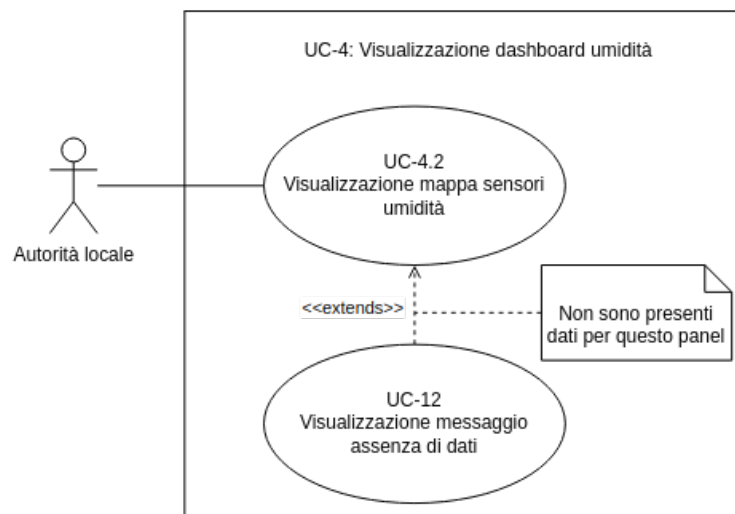 UC-4: Visualizzazione dashboard umidità
UC-4.2
Visualizzazione mappa sensori
umidità
Autorità locale
<<extends>>
Non sono presenti
dati per questo panel
UC-12
Visualizzazione messaggio
assenza di dati